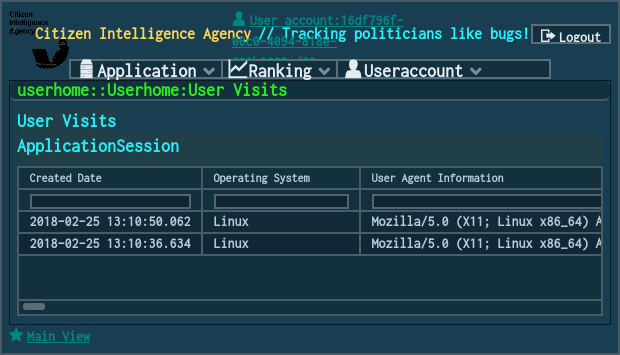 Citizen
Intelligence
Agency
User account:16df796f-
Citizen Intelligence Agency // Tracking politicians like bugs!
Logout
Application
Ranking
Useraccount
userhome::Userhome:User Visits
User Visits
ApplicationSession
Created Date Operating System User Agent Information
2018-02-25 13:10:50.062 Linux Mozilla/5.0 (X11; Linux x86_64) A
2018-02-25 13:10:36.634 Linux Mozilla/5.0 (X11; Linux x86_64) A
Main View